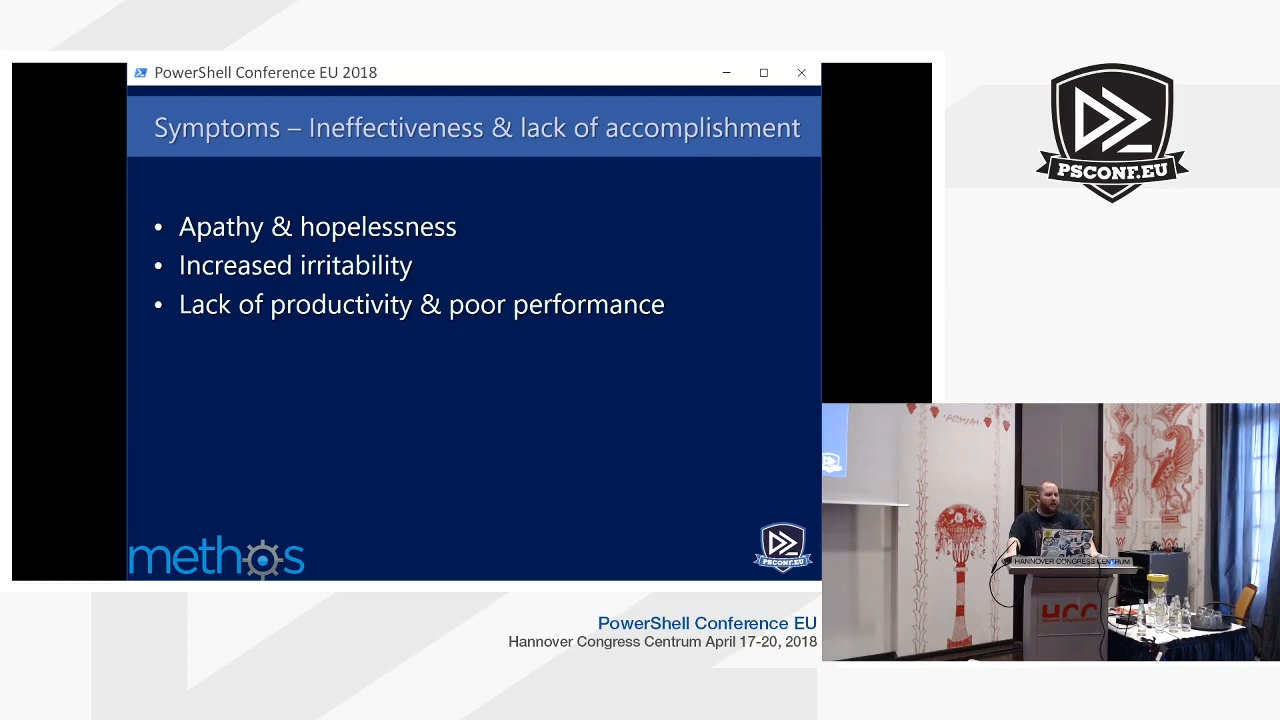 PowerShell Conference EU 2018
Symptoms – Ineffectiveness & lack of accomplishment
• Apathy & hopelessness
• Increased irritability
• Lack of productivity & poor performance
methos
PSCONF.EU
PSCONF.EU
HANNOVER CONGRESS CENTRUM
HCC
PowerShell Conference EU
Hannover Congress Centrum April 17-20, 2018